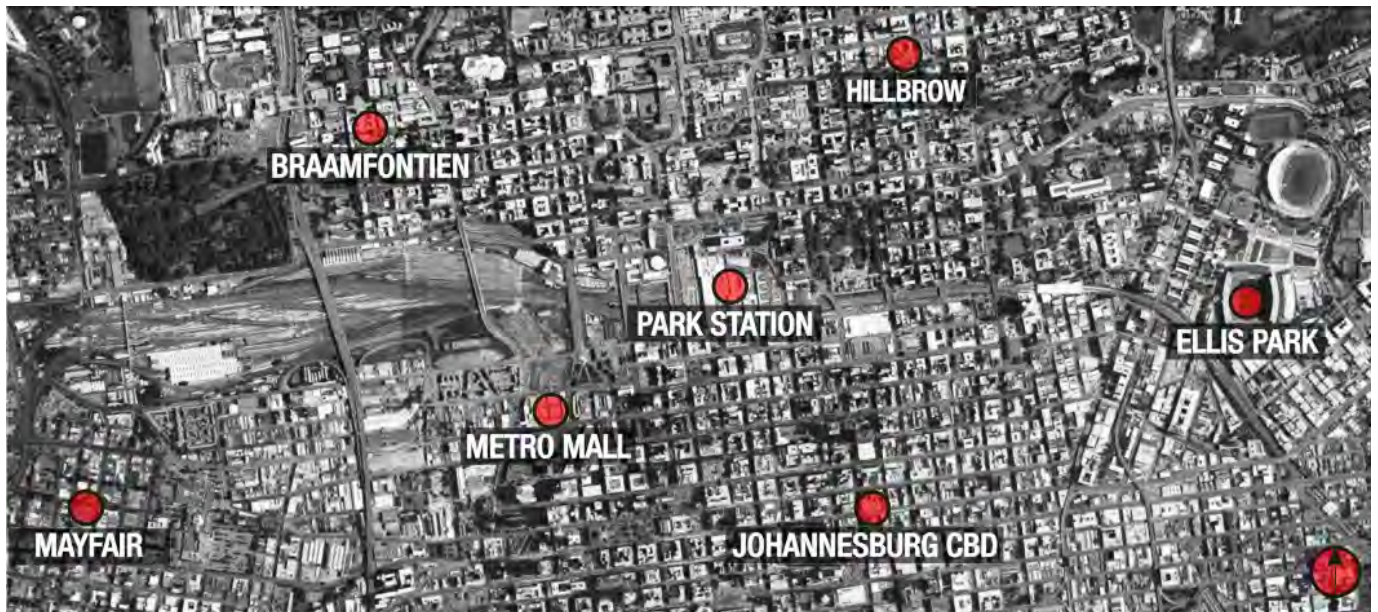 HILLBROW
BRAAMFONTIEN
PARK STATION
ELLIS PARK
METRO MALL
MAYFAIR
JOHANNESBURG CBD